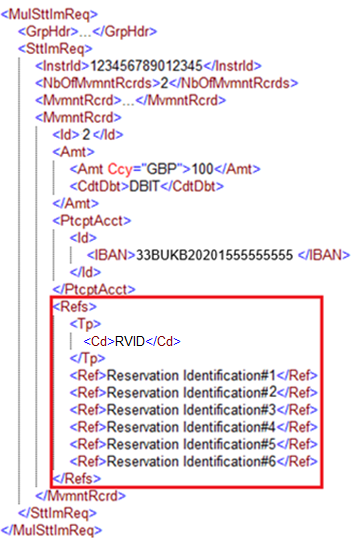 <MulSttlmReq>
<GrpHdr>...</GrpHdr>
<SttlmReq>
<InstrId>123456789012345</InstrId>
<NbOfMvmntRcrds>2</NbOfMvmntRcrds>
<MvmntRcrd>...</MvmntRcrd>
<MvmntRcrd>
<Id> 2 </Id>
<Amt>
<Amt Ccy="GBP">100</Amt>
<CdtDbt>DBIT</CdtDbt>
</Amt>
<PtcptAcct>
<Id>
<IBAN>33BUKB20201555555555 </IBAN>
</Id>
</PtcptAcct>
<Refs>
<Tp>
<Cd>RVID</Cd>
</Tp>
<Ref>Reservation Identification#1</Ref>
<Ref>Reservation Identification#2</Ref>
<Ref>Reservation Identification#3</Ref>
<Ref>Reservation Identification#4</Ref>
<Ref>Reservation Identification#5</Ref>
<Ref>Reservation Identification#6</Ref>
</Refs>
</MvmntRcrd>
</SttlmReq>
</MulSttlmReq>